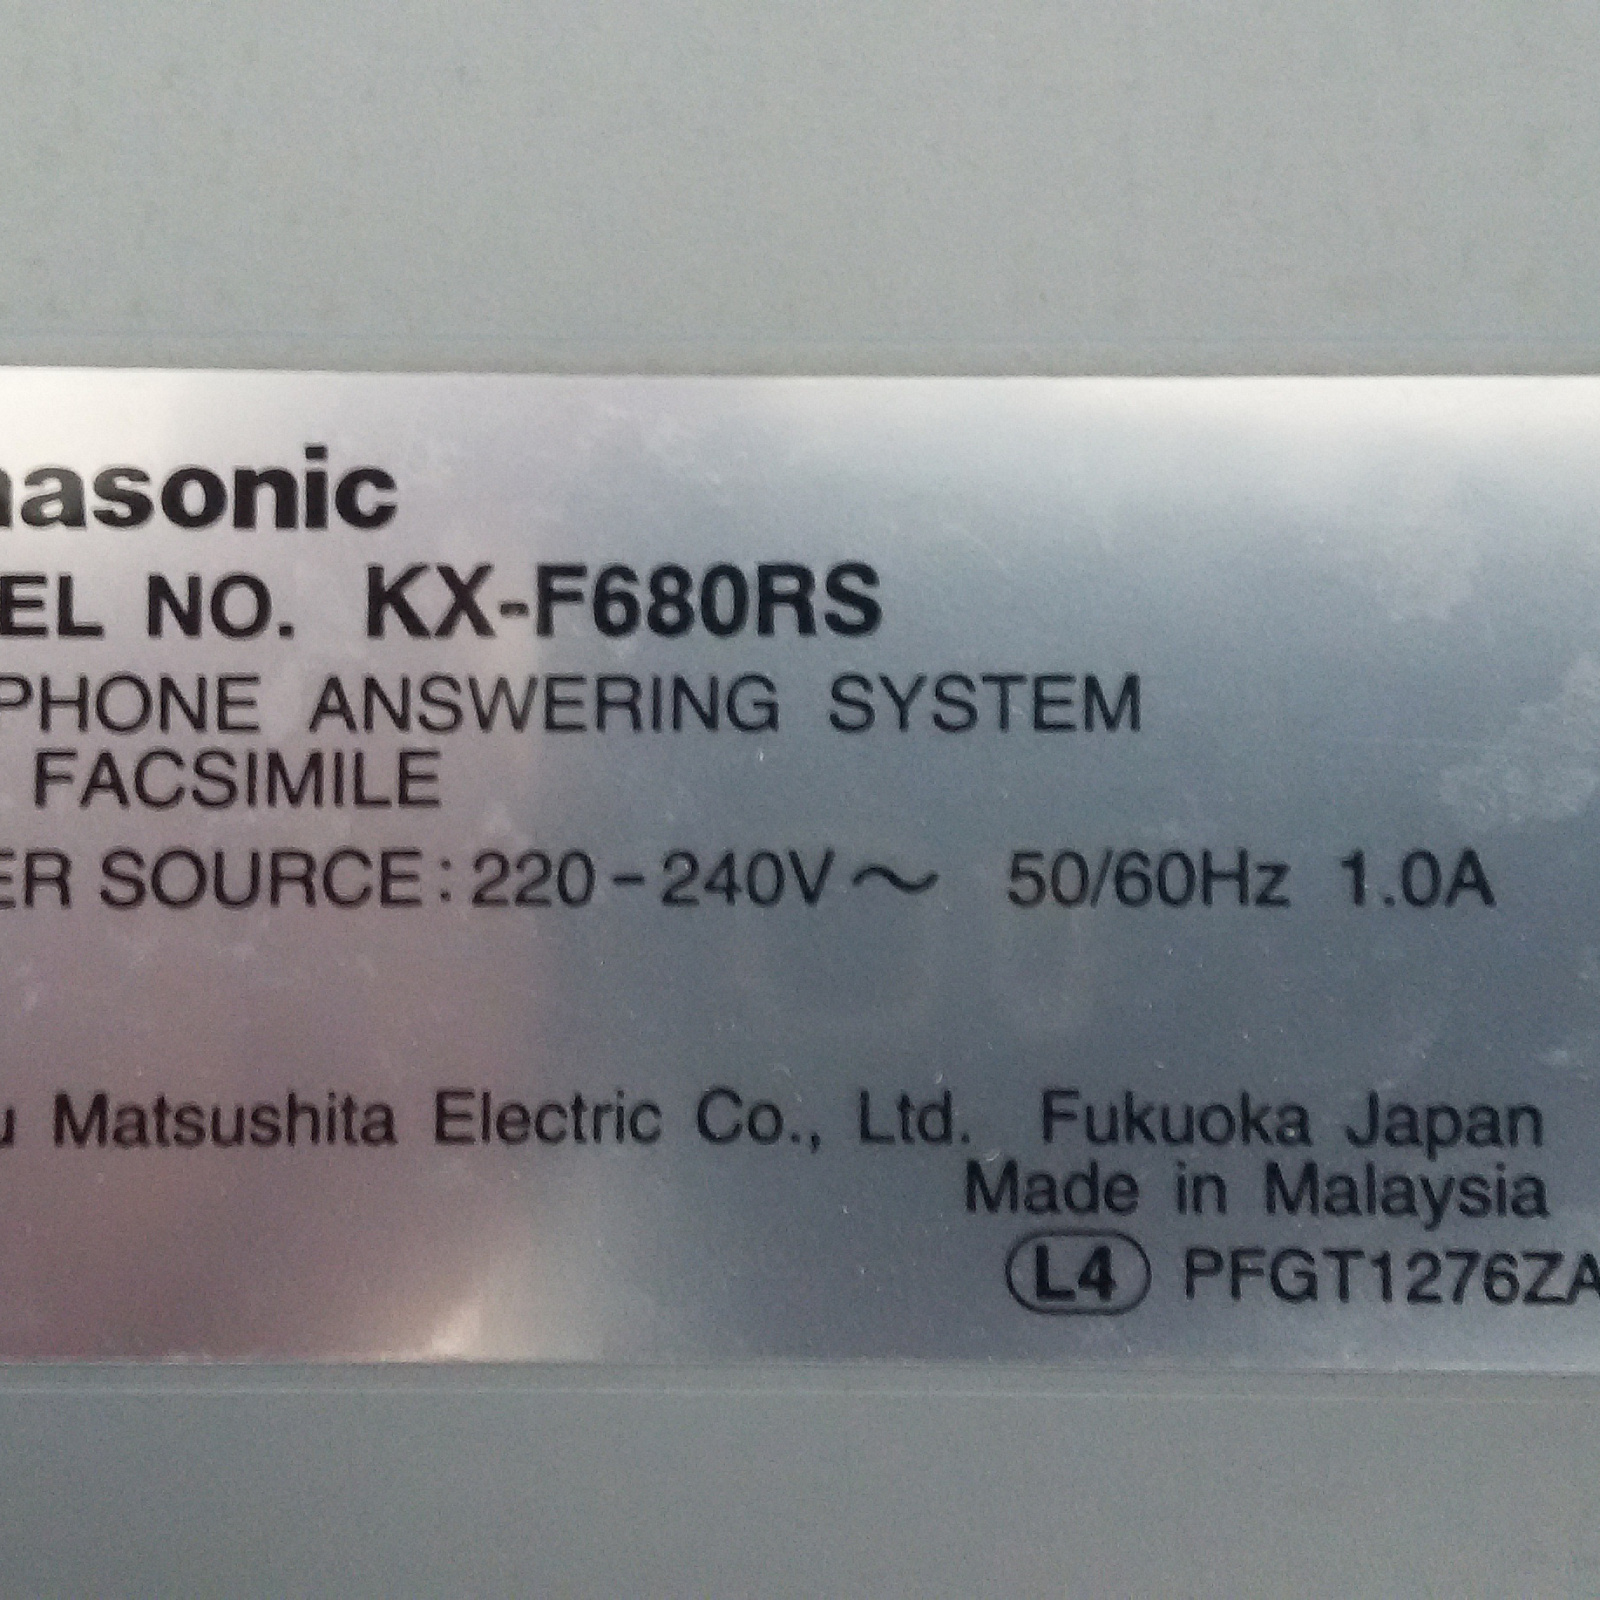 nasonic
EL NO. KX-F680RS
PHONE ANSWERING SYSTEM
FACSIMILE
ER SOURCE: 220-240V～ 50/60Hz 1.0A
u Matsushita Electric Co., Ltd. Fukuoka Japan
Made in Malaysia
L4 PFGT1276ZA